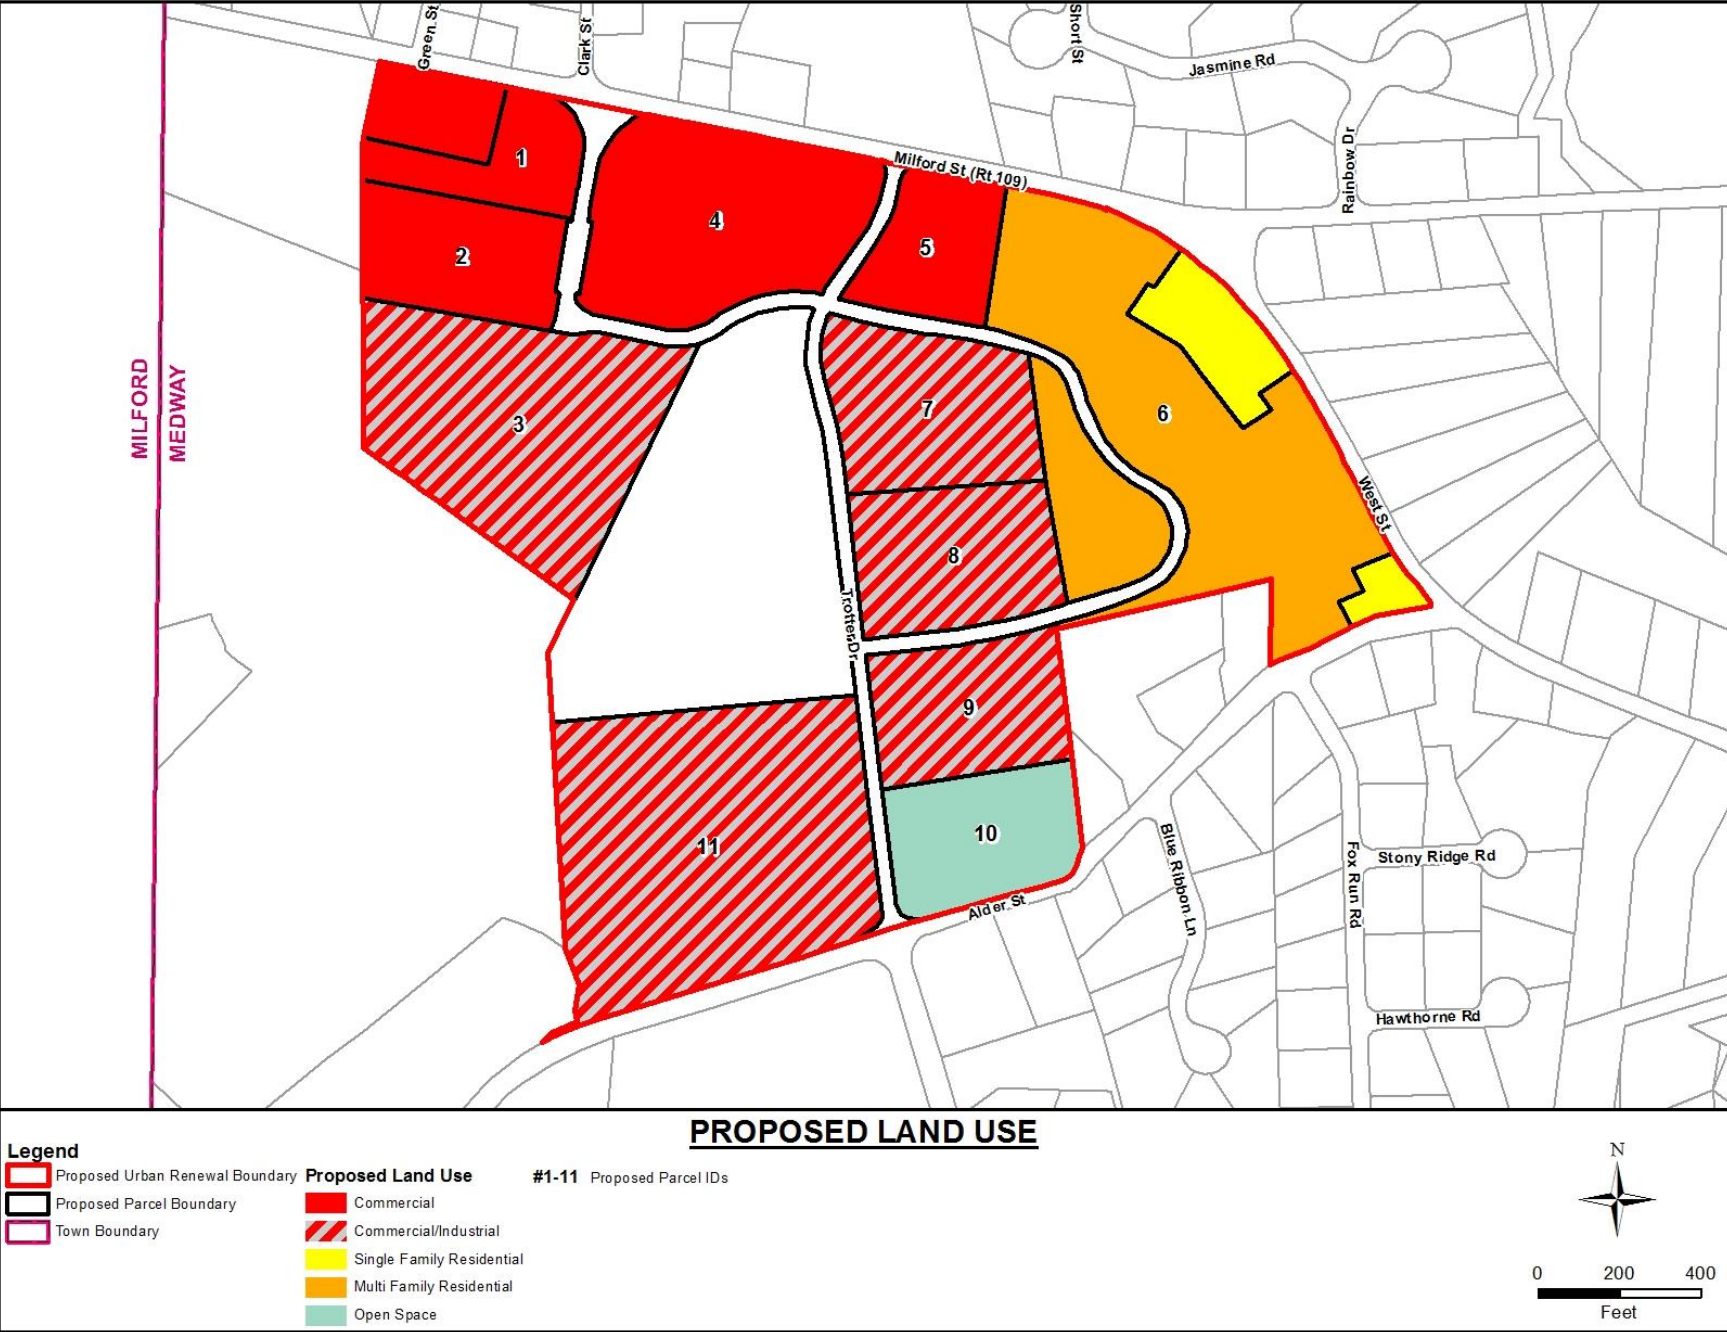 Green St
Clark St
Short St
Jasmine Rd
Rainbow Dr
Milford St (Rt 109)
1
4
5
2
MILFORD
MEDWAY
3
7
6
West St
8
Trotter Dr
9
11
10
Alder St
Blue Ribbon Ln
Fox Run Rd
Stony Ridge Rd
Hawthorne Rd
PROPOSED LAND USE
Legend
Proposed Urban Renewal Boundary
Proposed Parcel Boundary
Town Boundary
Proposed Land Use
Commercial
Commercial/Industrial
Single Family Residential
Multi Family Residential
Open Space
#1-11 Proposed Parcel IDs
N
0 200 400
Feet